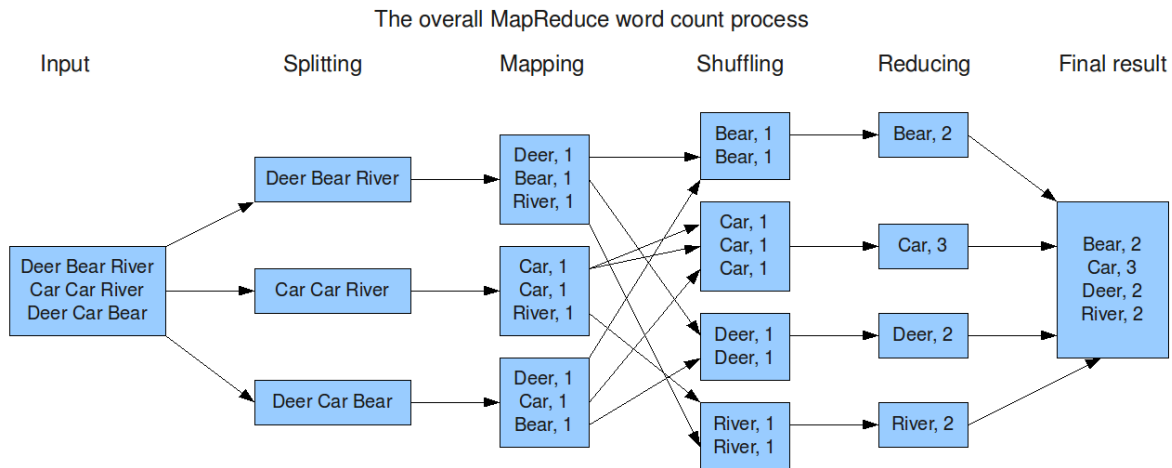 The overall MapReduce word count process
Input
Splitting
Mapping
Shuffling
Reducing
Final result
Deer Bear River
Car Car River
Deer Car Bear
Deer Bear River
Car Car River
Deer Car Bear
Deer, 1
Bear, 1
River, 1
Car, 1
Car, 1
River, 1
Deer, 1
Car, 1
Bear, 1
Bear, 1
Bear, 1
Car, 1
Car, 1
Car, 1
Deer, 1
Deer, 1
River, 1
River, 1
Bear, 2
Car, 3
Deer, 2
River, 2
Bear, 2
Car, 3
Deer, 2
River, 2